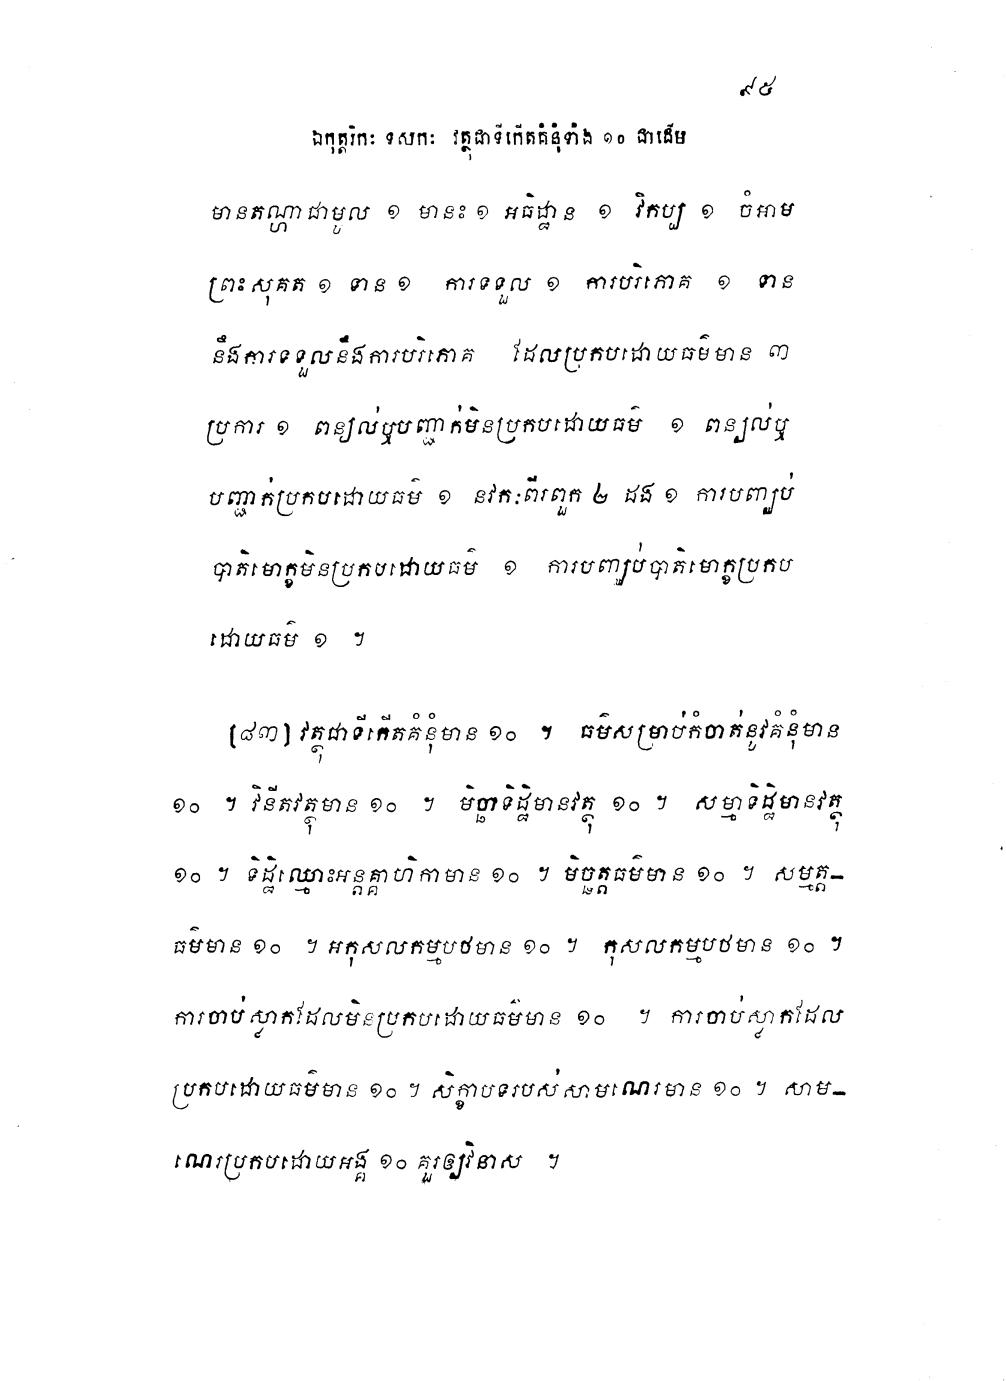 ៩៥
ឯកុត្តរិកៈ ទសកៈ វត្ថុជាទីកើតគំនុំទាំង ១០ ជាដើម
មានតណ្ហាជាមូល ១ មានះ ១ អធិដ្ឋាន ១ វិកប្ប ១ ចំអាម
ព្រះសុគត ១ ទាន ១ ការទទួល ១ ការបរិភោគ ១ ទាន
នឹងការទទួលនឹងការបរិភោគ ដែលប្រកបដោយធម៌មាន ៣
ប្រការ ១ ពន្យល់ឬបញ្ជាក់មិនប្រកបដោយធម៌ ១ ពន្យល់ឬ
បញ្ជាក់ប្រកបដោយធម៌ ១ នវកៈពីរពួក ២ ដង ១ ការបញ្ឈប់
បាតិមោក្ខមិនប្រកបដោយធម៌ ១ ការបញ្ឈប់បាតិមោក្ខប្រកប
ដោយធម៌ ១ ។
[៨៣] វត្ថុជាទីកើតគំនុំមាន ១០ ។ ធម៌សម្រាប់កំចាត់នូវគំនុំមាន
១០ ។ វិនីតវត្ថុមាន ១០ ។ មិច្ឆាទិដ្ឋិមានវត្ថុ ១០ ។ សម្មាទិដ្ឋិមានវត្ថុ
១០ ។ ទិដ្ឋិឈ្មោះអន្តគ្គាហិកាមាន ១០ ។ មិច្ឆត្តធម៌មាន ១០ ។ សម្មត្ត-
ធម៌មាន ១០ ។ អកុសលកម្មបថមាន ១០ ។ កុសលកម្មបថមាន ១០ ។
ការចាប់ស្លាកដែលមិនប្រកបដោយធម៌មាន ១០ ។ ការចាប់ស្លាកដែល
ប្រកបដោយធម៌មាន ១០ ។ សិក្ខាបទរបស់សាមណេរមាន ១០ ។ សាម-
ណេរប្រកបដោយអង្គ ១០ គួរឲ្យវិនាស ។